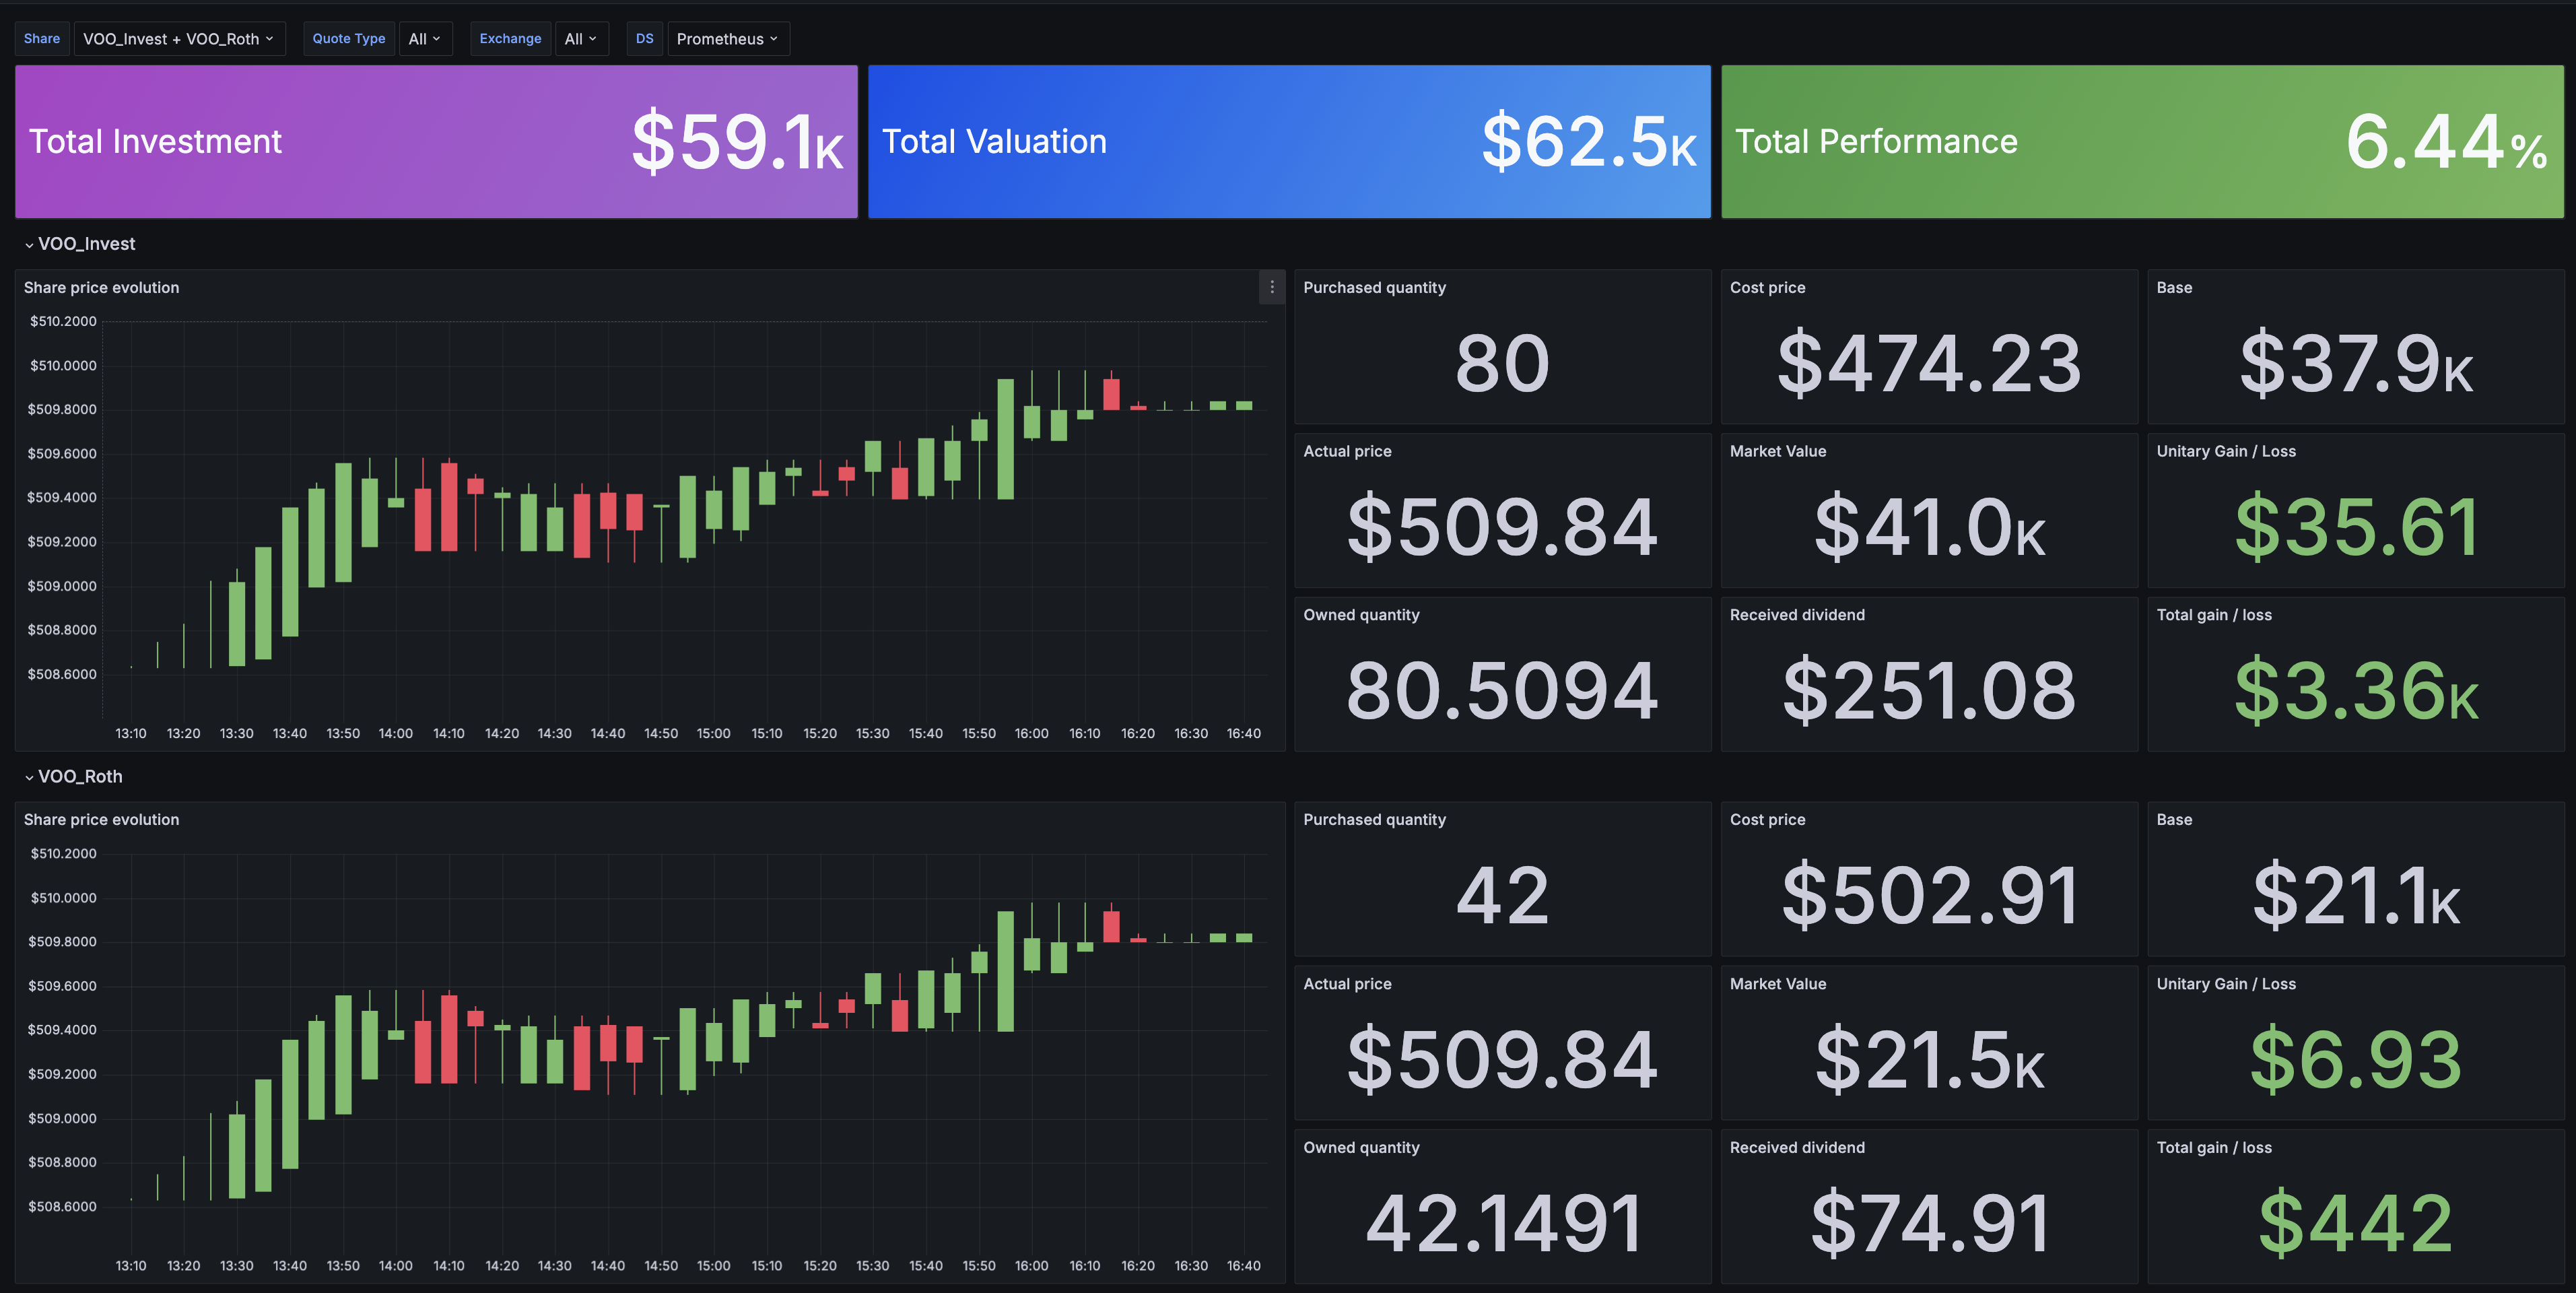 Share VOO_Invest + VOO_Roth Quote Type All Exchange All DS Prometheus
Total Investment $59.1K Total Valuation $62.5K Total Performance 6.44%
VOO_Invest
Share price evolution
$510.2000
$510.0000
$509.8000
$509.6000
$509.4000
$509.2000
$509.0000
$508.8000
$508.6000
13:10 13:20 13:30 13:40 13:50 14:00 14:10 14:20 14:30 14:40 14:50 15:00 15:10 15:20 15:30 15:40 15:50 16:00 16:10 16:20 16:30 16:40
Purchased quantity
80
Cost price
$474.23
Base
$37.9K
Actual price
$509.84
Market Value
$41.0K
Unitary Gain / Loss
$35.61
Owned quantity
80.5094
Received dividend
$251.08
Total gain / loss
$3.36K
VOO_Roth
Share price evolution
$510.2000
$510.0000
$509.8000
$509.6000
$509.4000
$509.2000
$509.0000
$508.8000
$508.6000
13:10 13:20 13:30 13:40 13:50 14:00 14:10 14:20 14:30 14:40 14:50 15:00 15:10 15:20 15:30 15:40 15:50 16:00 16:10 16:20 16:30 16:40
Purchased quantity
42
Cost price
$502.91
Base
$21.1K
Actual price
$509.84
Market Value
$21.5K
Unitary Gain / Loss
$6.93
Owned quantity
42.1491
Received dividend
$74.91
Total gain / loss
$442